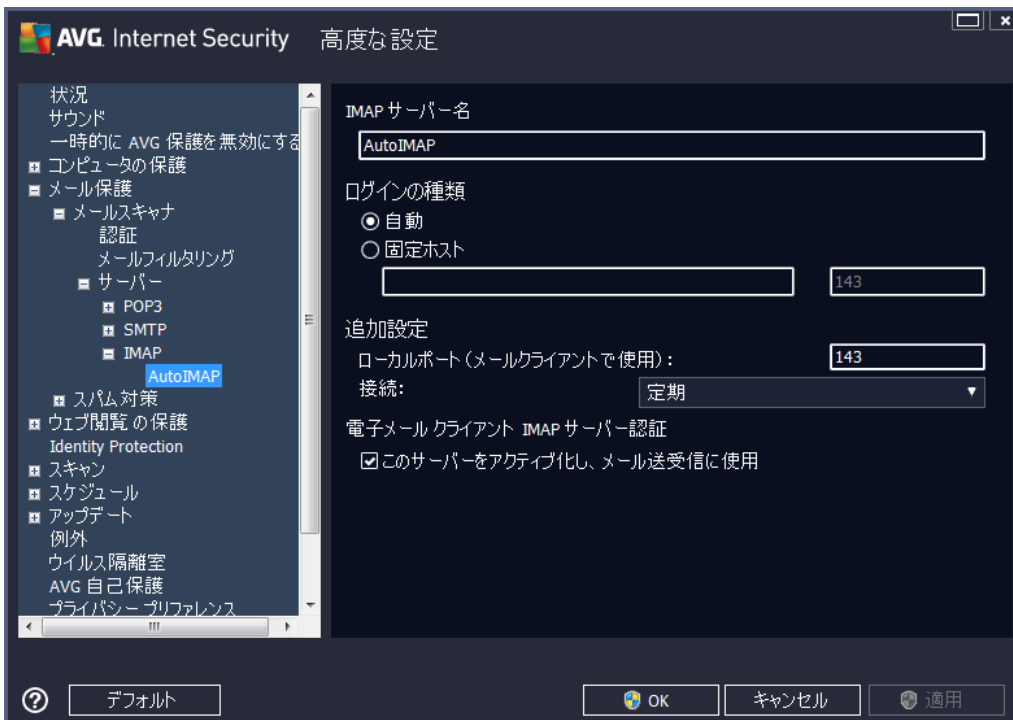 AVG. Internet Security 高度な設定
状況
サウンド
一時的に AVG 保護を無効にする
コンピュータの保護
メール保護
メールスキャナ
認証
メールフィルタリング
サーバー
POP3
SMTP
IMAP
AutoIMAP
スパム対策
ウェブ閲覧 の保護
Identity Protection
スキャン
スケジュール
アップデート
例外
ウイルス隔離室
AVG 自己保護
プライバシー プリファレンス
IMAP サーバー名
AutoIMAP
ログインの種類
自動
固定ホスト
143
追加設定
ローカルポート（メールクライアントで使用）： 143
接続: 定期
電子メール クライアント IMAP サーバー認証
このサーバーをアクティブ化し、メール送受信に使用
? デフォルト OK キャンセル 適用